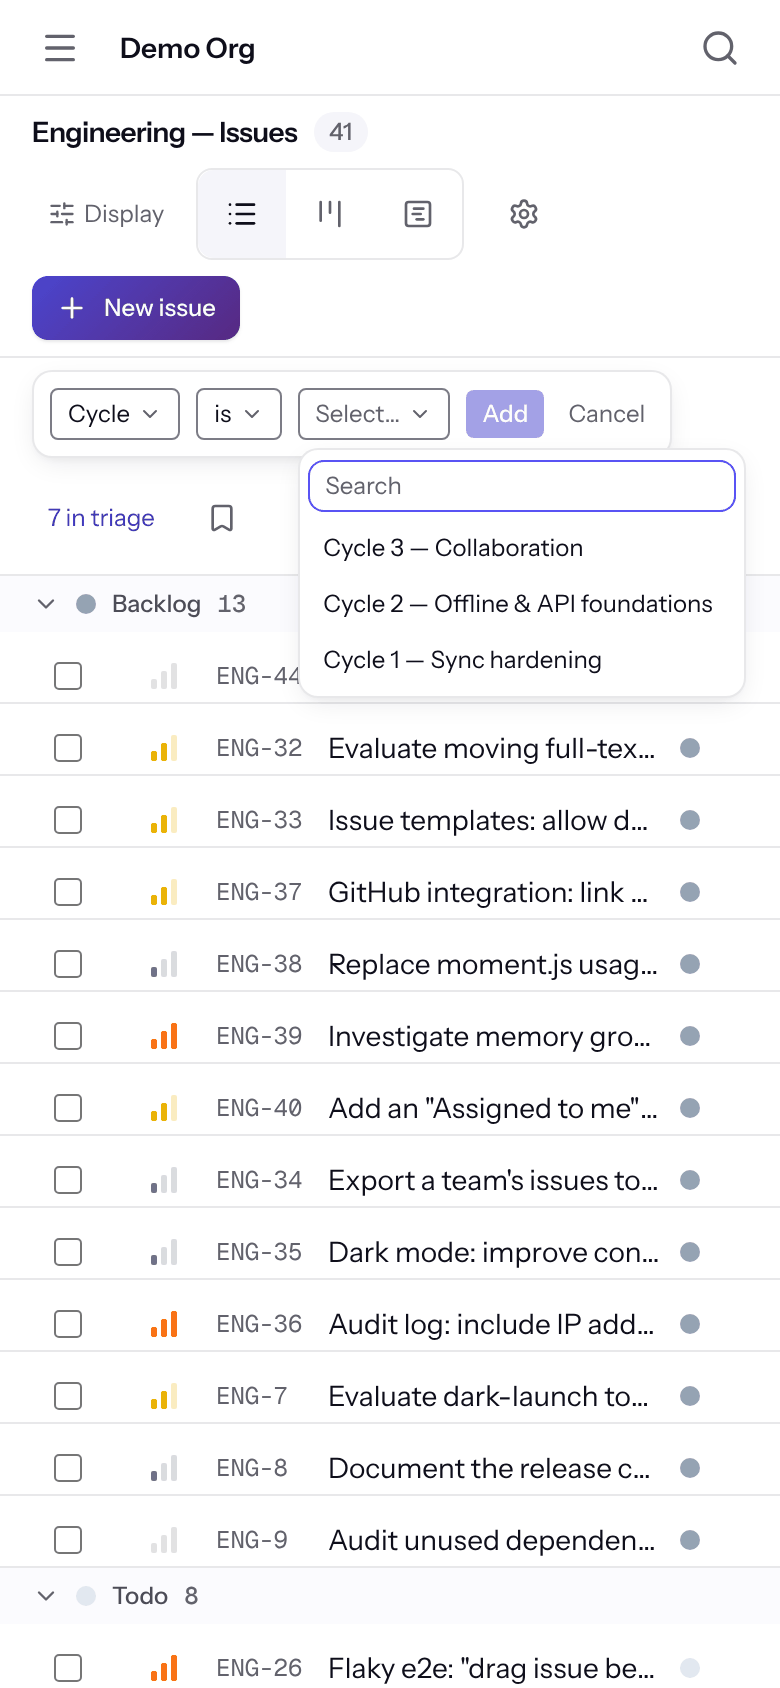 Demo Org
Engineering — Issues 41
Display
New issue
Cycle is Select... Add Cancel
Search
7 in triage
Cycle 3 — Collaboration
Cycle 2 — Offline & API foundations
Cycle 1 — Sync hardening
Backlog 13
ENG-44
ENG-32 Evaluate moving full-tex...
ENG-33 Issue templates: allow d...
ENG-37 GitHub integration: link ...
ENG-38 Replace moment.js usag...
ENG-39 Investigate memory gro...
ENG-40 Add an "Assigned to me"...
ENG-34 Export a team's issues to...
ENG-35 Dark mode: improve con...
ENG-36 Audit log: include IP add...
ENG-7 Evaluate dark-launch to...
ENG-8 Document the release c...
ENG-9 Audit unused dependen...
Todo 8
ENG-26 Flaky e2e: "drag issue be...